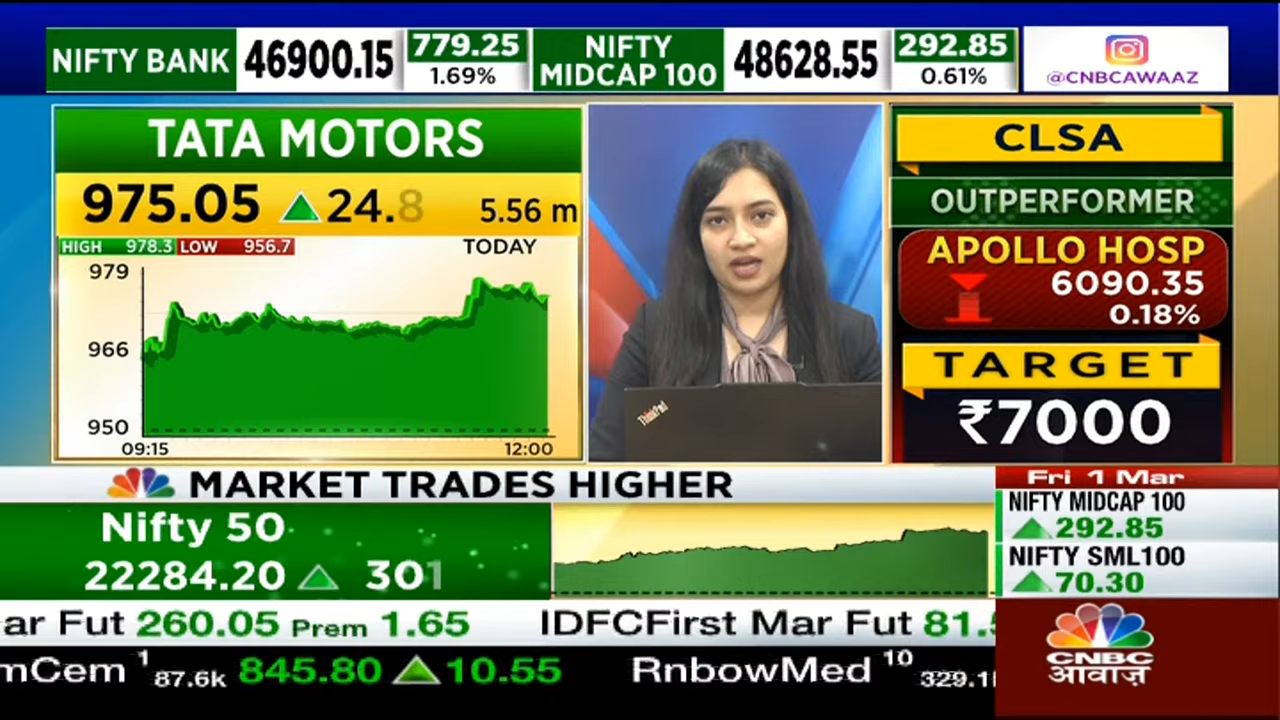 NIFTY BANK 46900.15 779.25 1.69%
NIFTY MIDCAP 100 48628.55 292.85 0.61%
@CNBCAWAAZ
TATA MOTORS
975.05 24.8 5.56 m
HIGH 978.3 LOW 956.7 TODAY
979
966
950
09:15 12:00
ThinkPad
CLSA
OUTPERFORMER
APOLLO HOSP
6090.35
0.18%
TARGET
₹7000
MARKET TRADES HIGHER
Nifty 50
22284.20 301
Fri 1 Mar
NIFTY MIDCAP 100
292.85
NIFTY SML100
70.30
ar Fut 260.05 Prem 1.65 IDFCFirst Mar Fut 81.5
mCem 1 87.6k 845.80 10.55 RnbowMed 10 329.1
CNBC
आवाज़